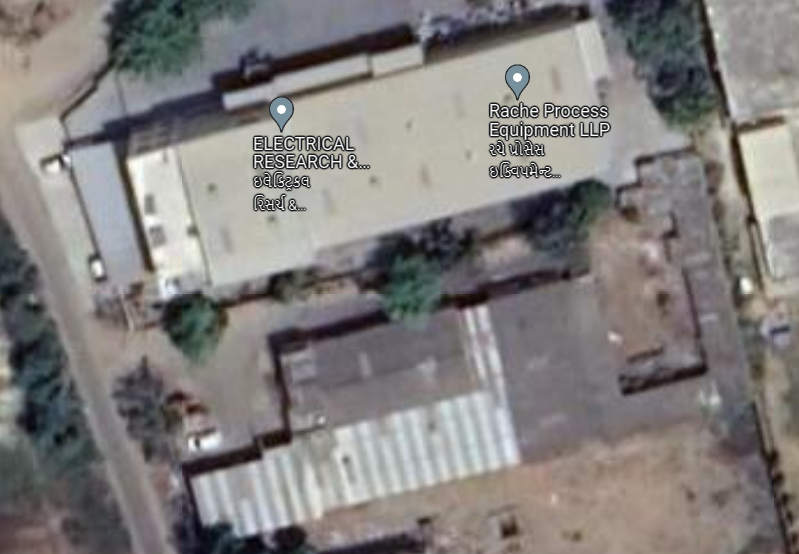 ELECTRICAL
RESEARCH &...
ઇલેક્ટ્રિકલ
રિસર્ચ &...
Rache Process
Equipment LLP
રચે પ્રોસેસ
ઇક્વિપમેન્ટ...